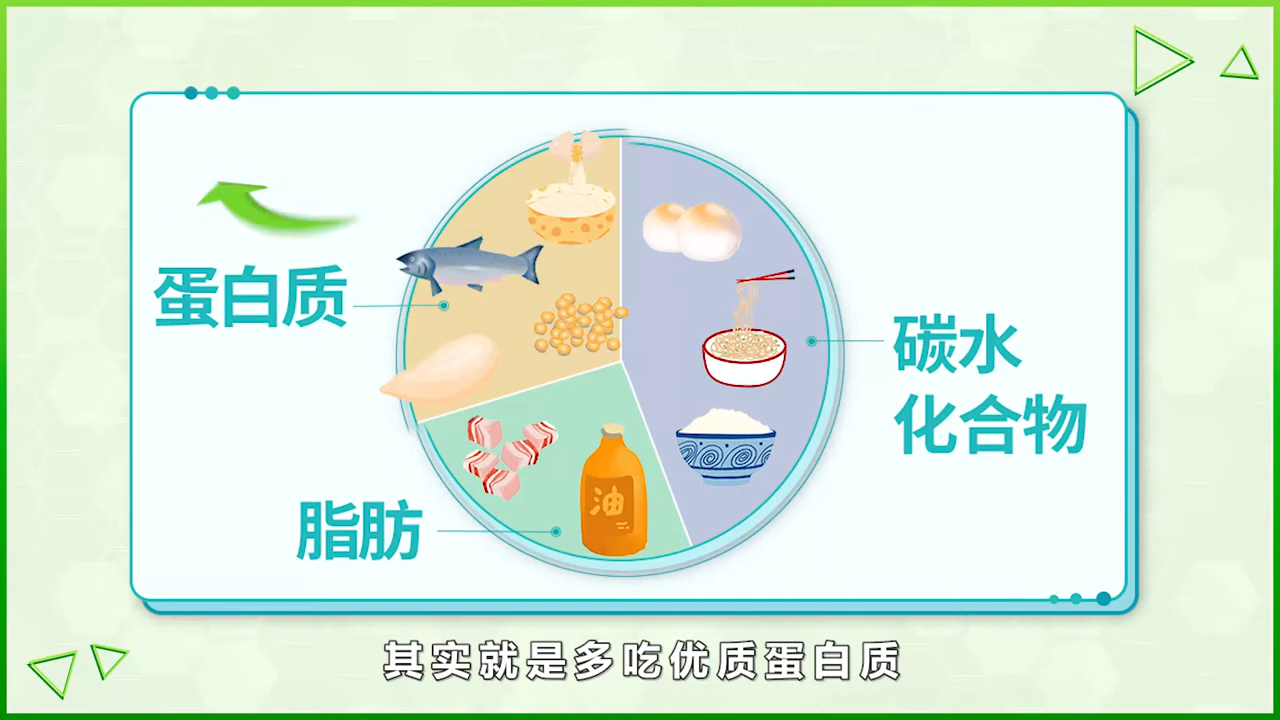 蛋白质
碳水
化合物
脂肪
油
其实就是多吃优质蛋白质